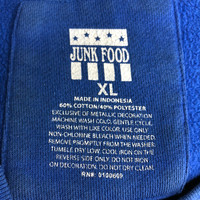 JUNK FOOD
XL
MADE IN INDONESIA
60% COTTON/40% POLYESTER
EXCLUSIVE OF METALLIC DECORATION
MACHINE WASH COLD, GENTLE CYCLE.
WASH WITH LIKE COLOR. USE ONLY
NON-CHLORINE BLEACH WHEN NEEDED.
REMOVE PROMPTLY FROM THE WASHER.
TUMBLE DRY LOW. COOL IRON ON THE
REVERSE SIDE ONLY. DO NOT IRON
ON DECORATION. DO NOT DRY CLEAN.
RN#: 0100669